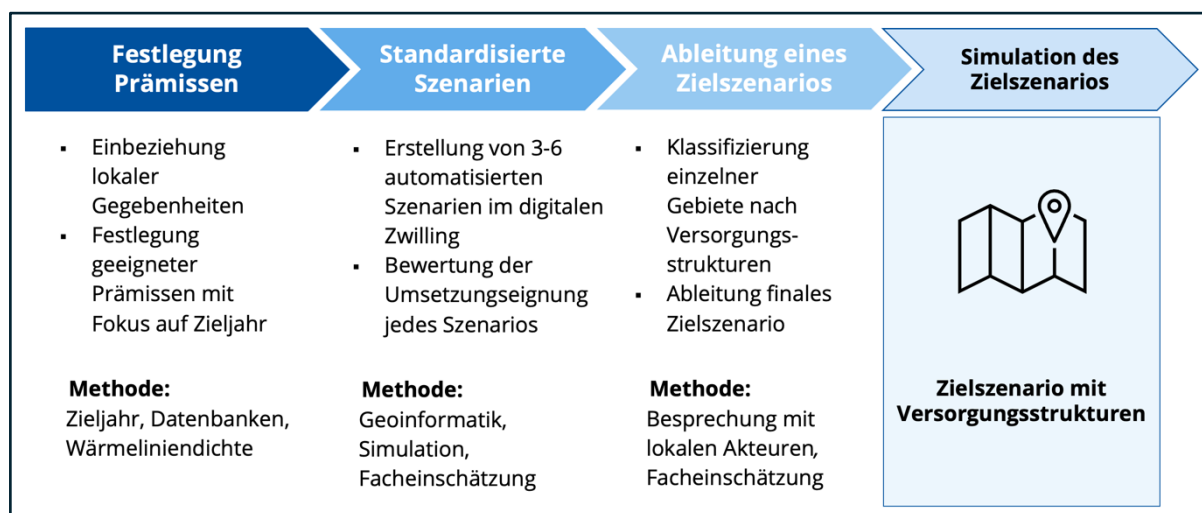 Festlegung
Prämissen
Standardisierte
Szenarien
Ableitung eines
Zielszenarios
Simulation des
Zielszenarios
▪ Einbeziehung
lokaler
Gegebenheiten
▪ Festlegung
geeigneter
Prämissen mit
Fokus auf Zieljahr
Methode:
Zieljahr, Datenbanken,
Wärmeliniendichte
▪ Erstellung von 3-6
automatisierten
Szenarien im digitalen
Zwilling
▪ Bewertung der
Umsetzungseignung
jedes Szenarios
Methode:
Geoinformatik,
Simulation,
Facheinschätzung
▪ Klassifizierung
einzelner
Gebiete nach
Versorgungs-
strukturen
▪ Ableitung finales
Zielszenario
Methode:
Besprechung mit
lokalen Akteuren,
Facheinschätzung
Zielszenario mit
Versorgungsstrukturen